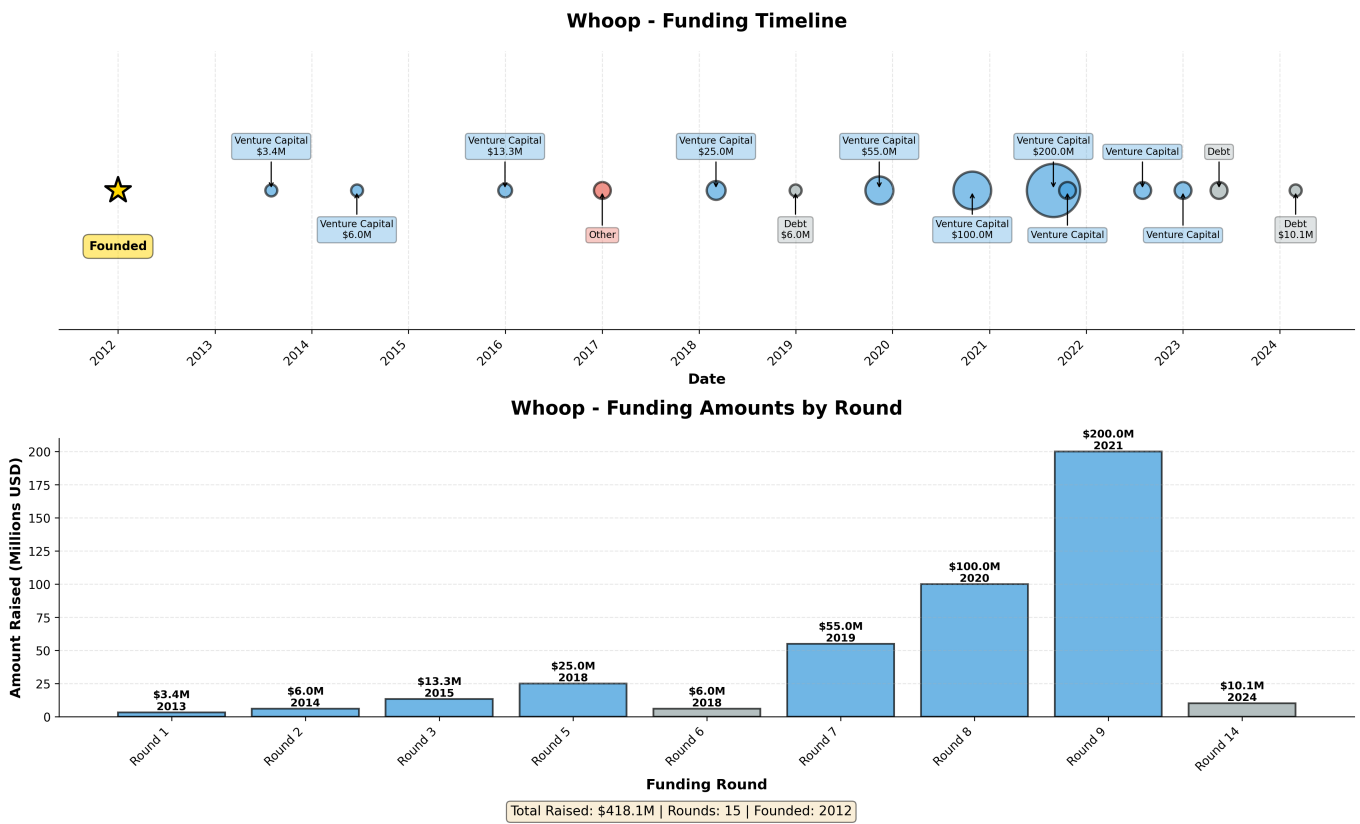 Whoop - Funding Timeline
Venture Capital
$3.4M
Venture Capital
$13.3M
Venture Capital
$25.0M
Venture Capital
$55.0M
Venture Capital
$200.0M
Venture Capital
Debt
Founded
Venture Capital
$6.0M
Other
Debt
$6.0M
Venture Capital
$100.0M
Venture Capital
Venture Capital
Debt
$10.1M
2012
2013
2014
2015
2016
2017
2018
2019
2020
2021
2022
2023
2024
Date
Whoop - Funding Amounts by Round
Amount Raised (Millions USD)
200
175
150
125
100
75
50
25
0
$3.4M
2013
$6.0M
2014
$13.3M
2015
$25.0M
2018
$6.0M
2018
$55.0M
2019
$100.0M
2020
$200.0M
2021
$10.1M
2024
Round 1
Round 2
Round 3
Round 5
Round 6
Round 7
Round 8
Round 9
Round 14
Funding Round
Total Raised: $418.1M | Rounds: 15 | Founded: 2012